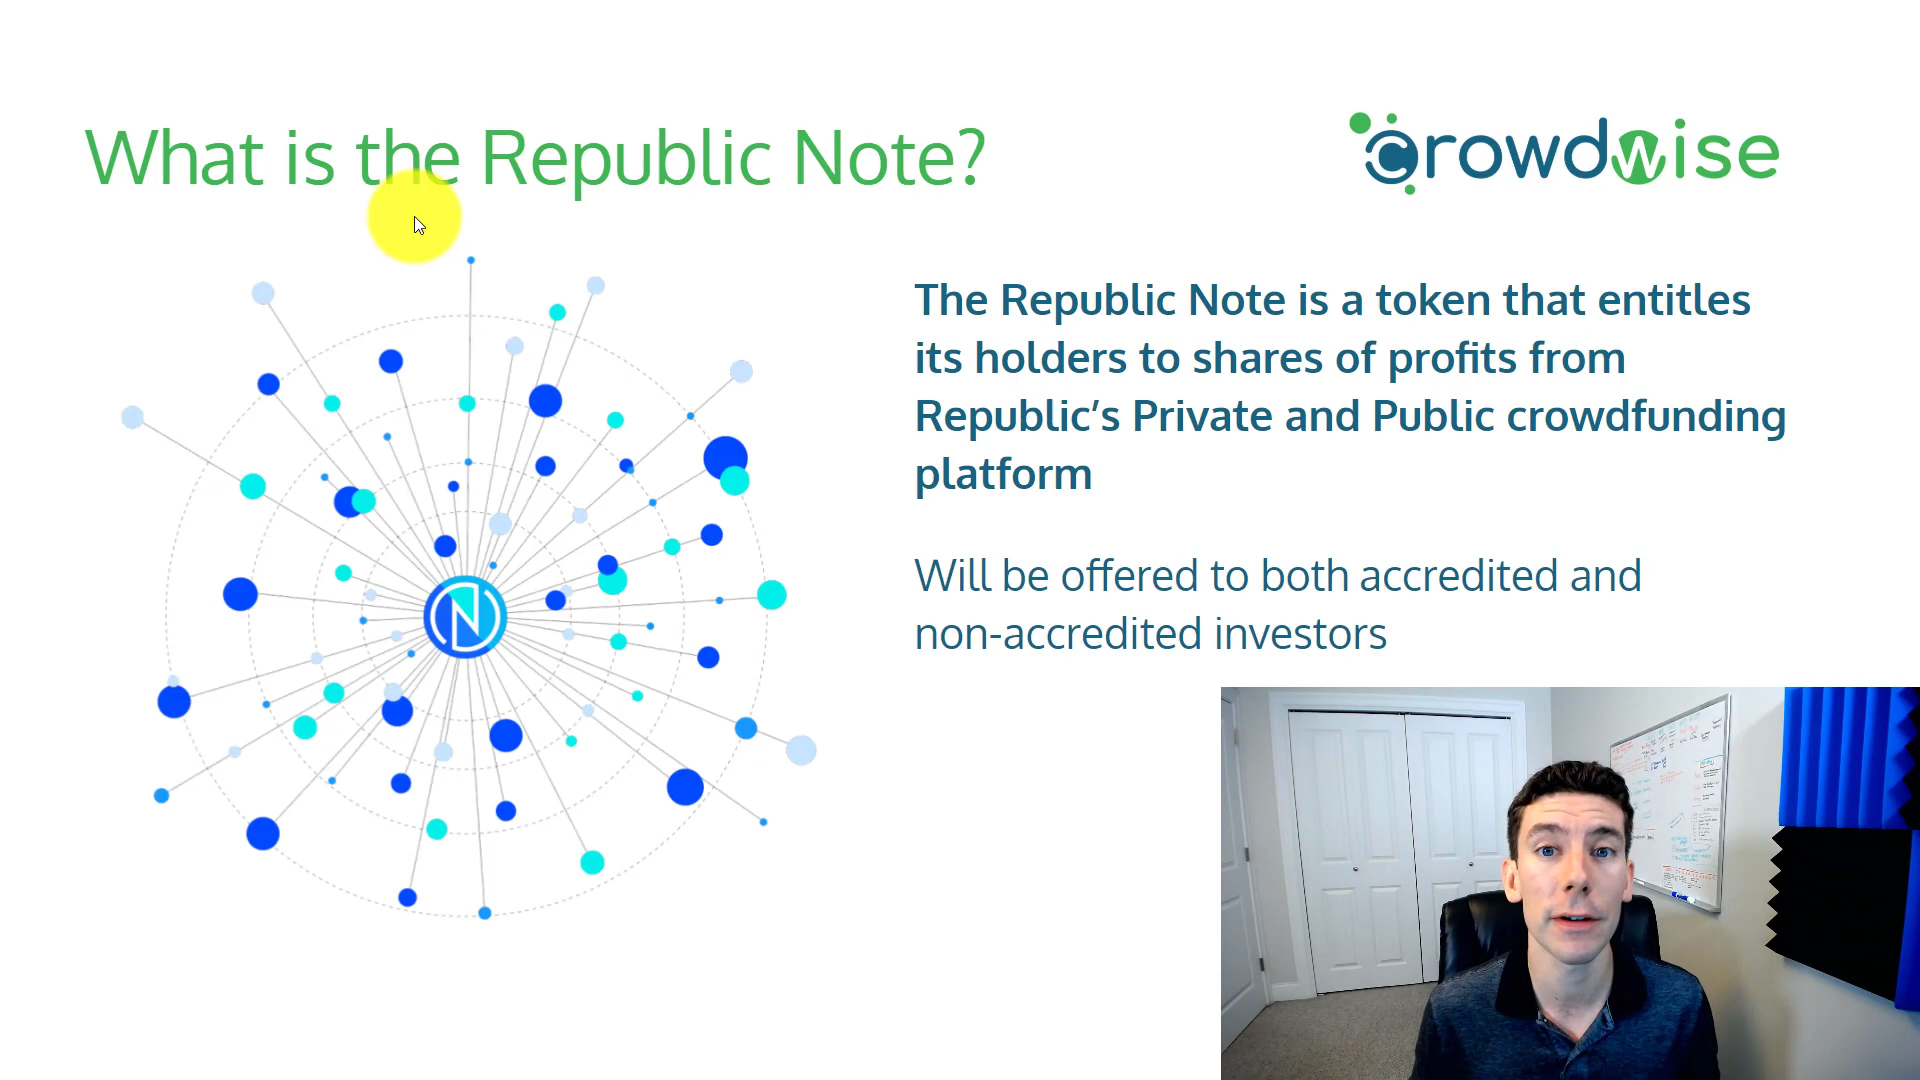 What is the Republic Note?
crowdwise
The Republic Note is a token that entitles
its holders to shares of profits from
Republic's Private and Public crowdfunding
platform
Will be offered to both accredited and
non-accredited investors
N